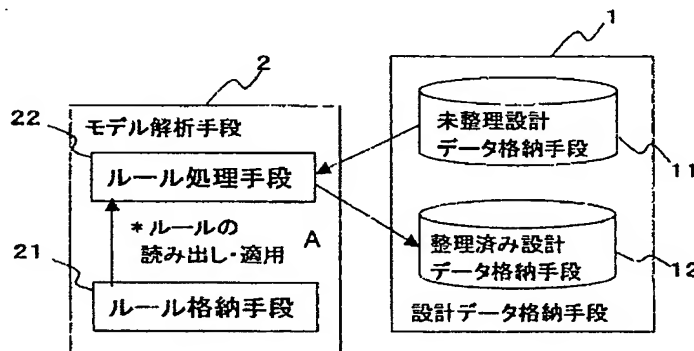 1
2
22
モデル解析手段
ルール処理手段
未整理設計
データ格納手段
11
*ルールの
読み出し・適用
A
整理済み設計
データ格納手段
12
21
ルール格納手段
設計データ格納手段